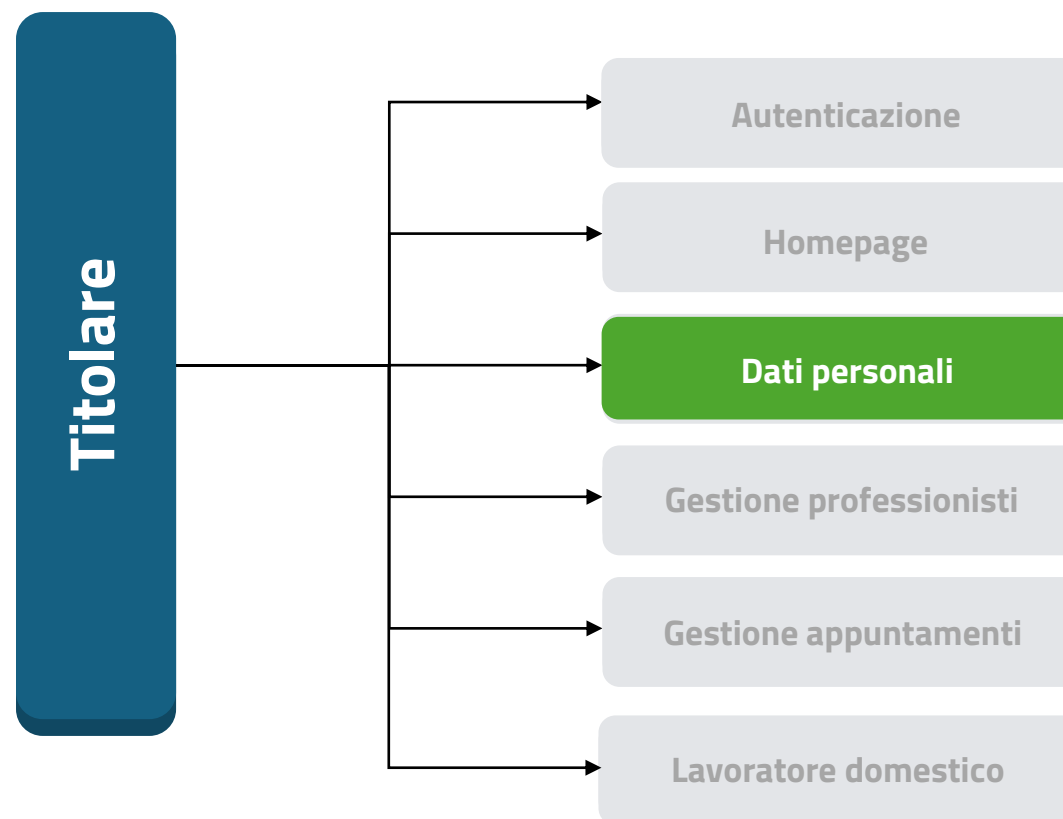 Titolare
Autenticazione
Homepage
Dati personali
Gestione professionisti
Gestione appuntamenti
Lavoratore domestico